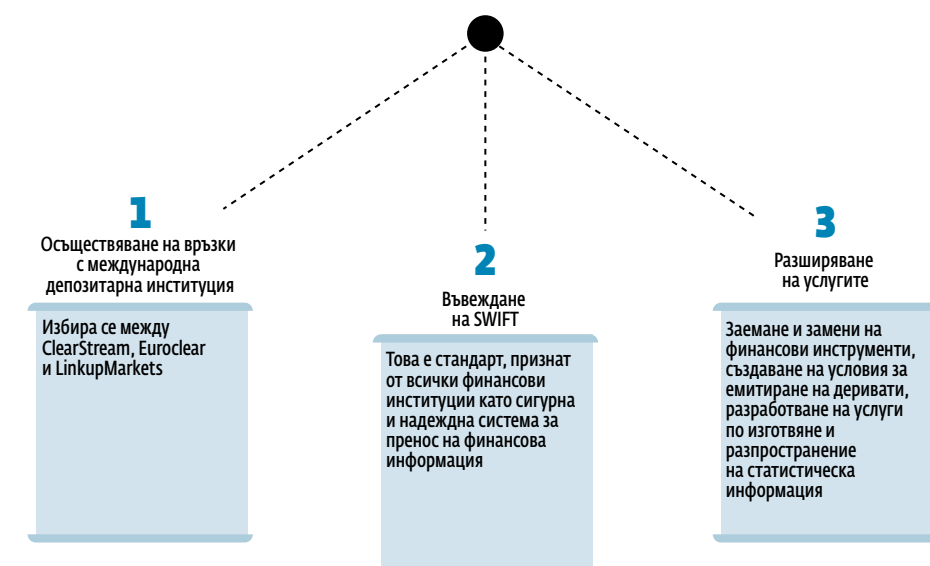 1
Осъществяване на връзки
с международна
депозитарна институция
Избира се между
ClearStream, Euroclear
и LinkupMarkets
2
Въвеждане
на SWIFT
Това е стандарт, признат
от всички финансови
институции като сигурна
и надеждна система за
пренос на финансова
информация
3
Разширяване
на услугите
Заемане и замени на
финансови инструменти,
създаване на условия за
емитиране на деривати,
разработване на услуги
по изготвяне и
разпространение
на статистическа
информация